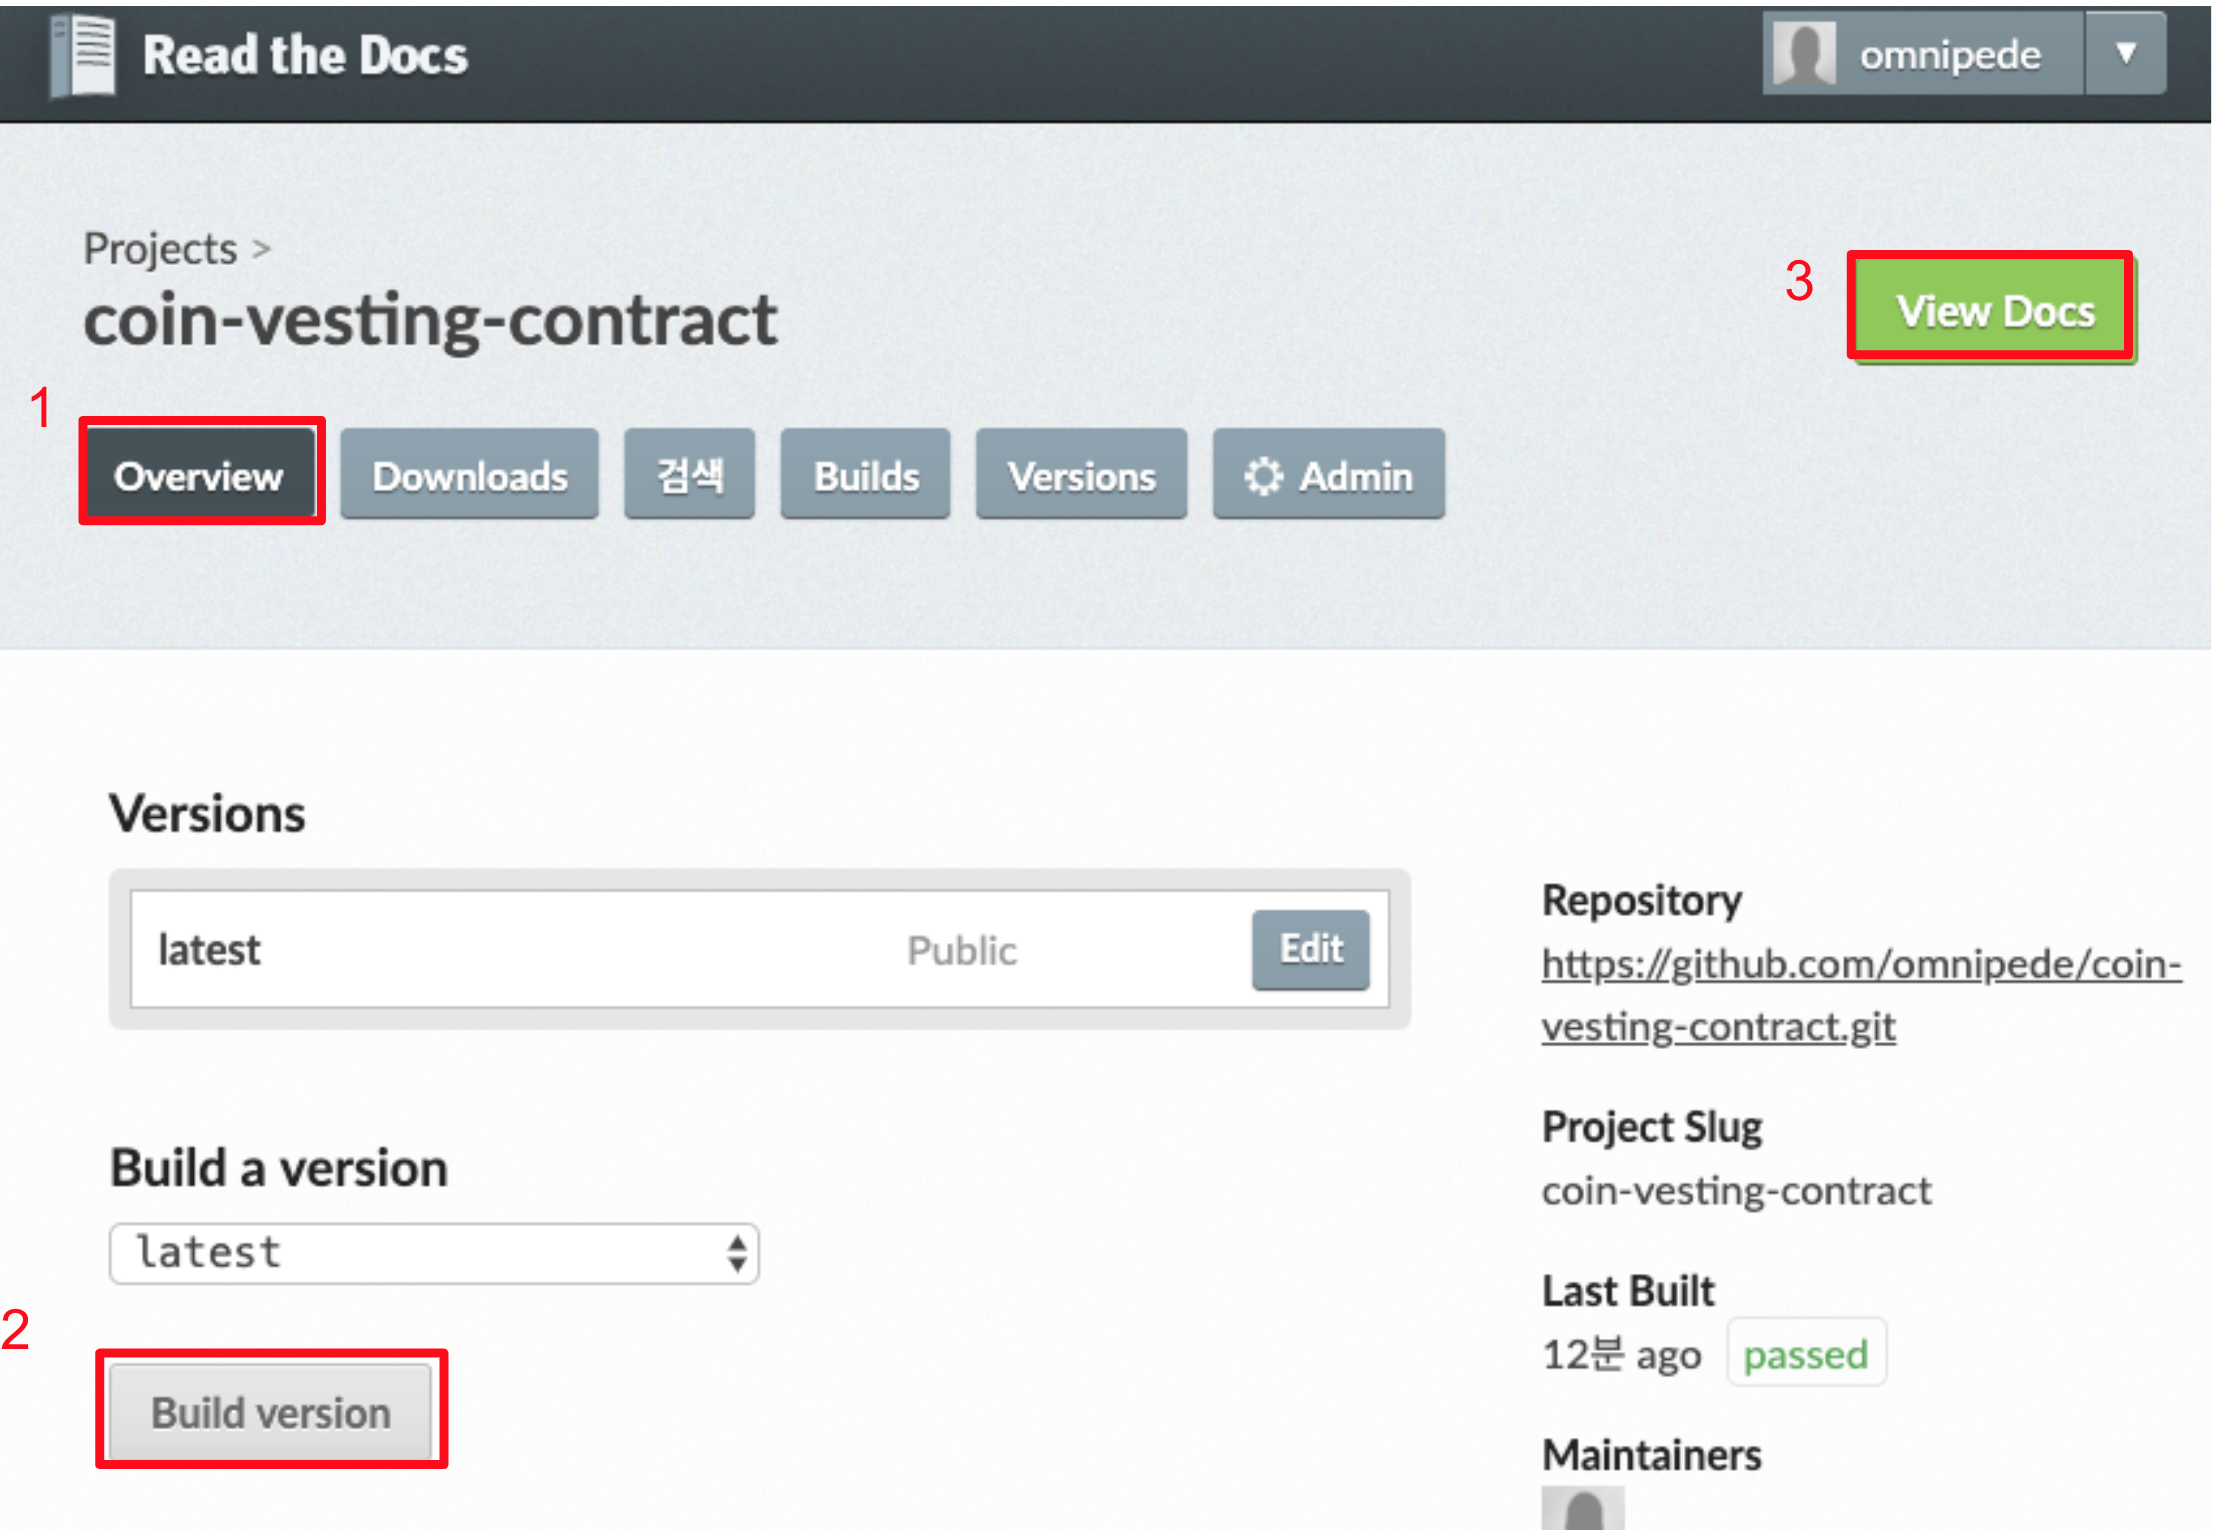 Read the Docs
omnipede ▼
Projects >
coin-vesting-contract
3
View Docs
1
Overview
Downloads
검색
Builds
Versions
Admin
Versions
latest
Public
Edit
Build a version
latest
2
Build version
Repository
https://github.com/omnipede/coin-
vesting-contract.git
Project Slug
coin-vesting-contract
Last Built
12분 ago passed
Maintainers